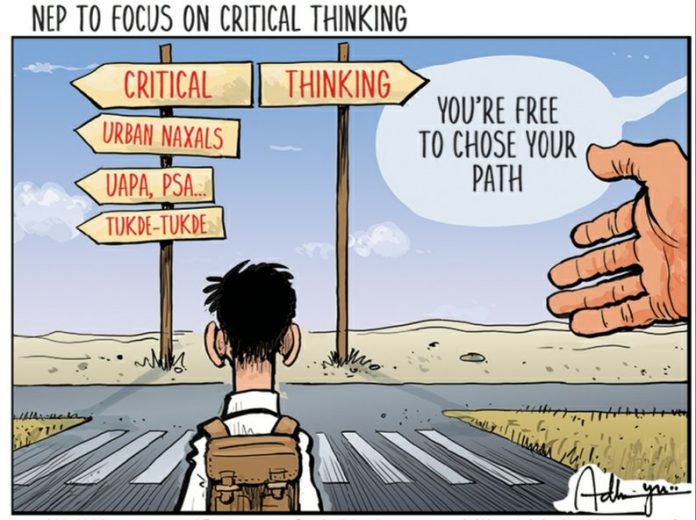 NEP TO FOCUS ON CRITICAL THINKING
CRITICAL
THINKING
URBAN NAXALS
UAPA, PSA...
TUKDE-TUKDE
YOU'RE FREE
TO CHOSE YOUR
PATH